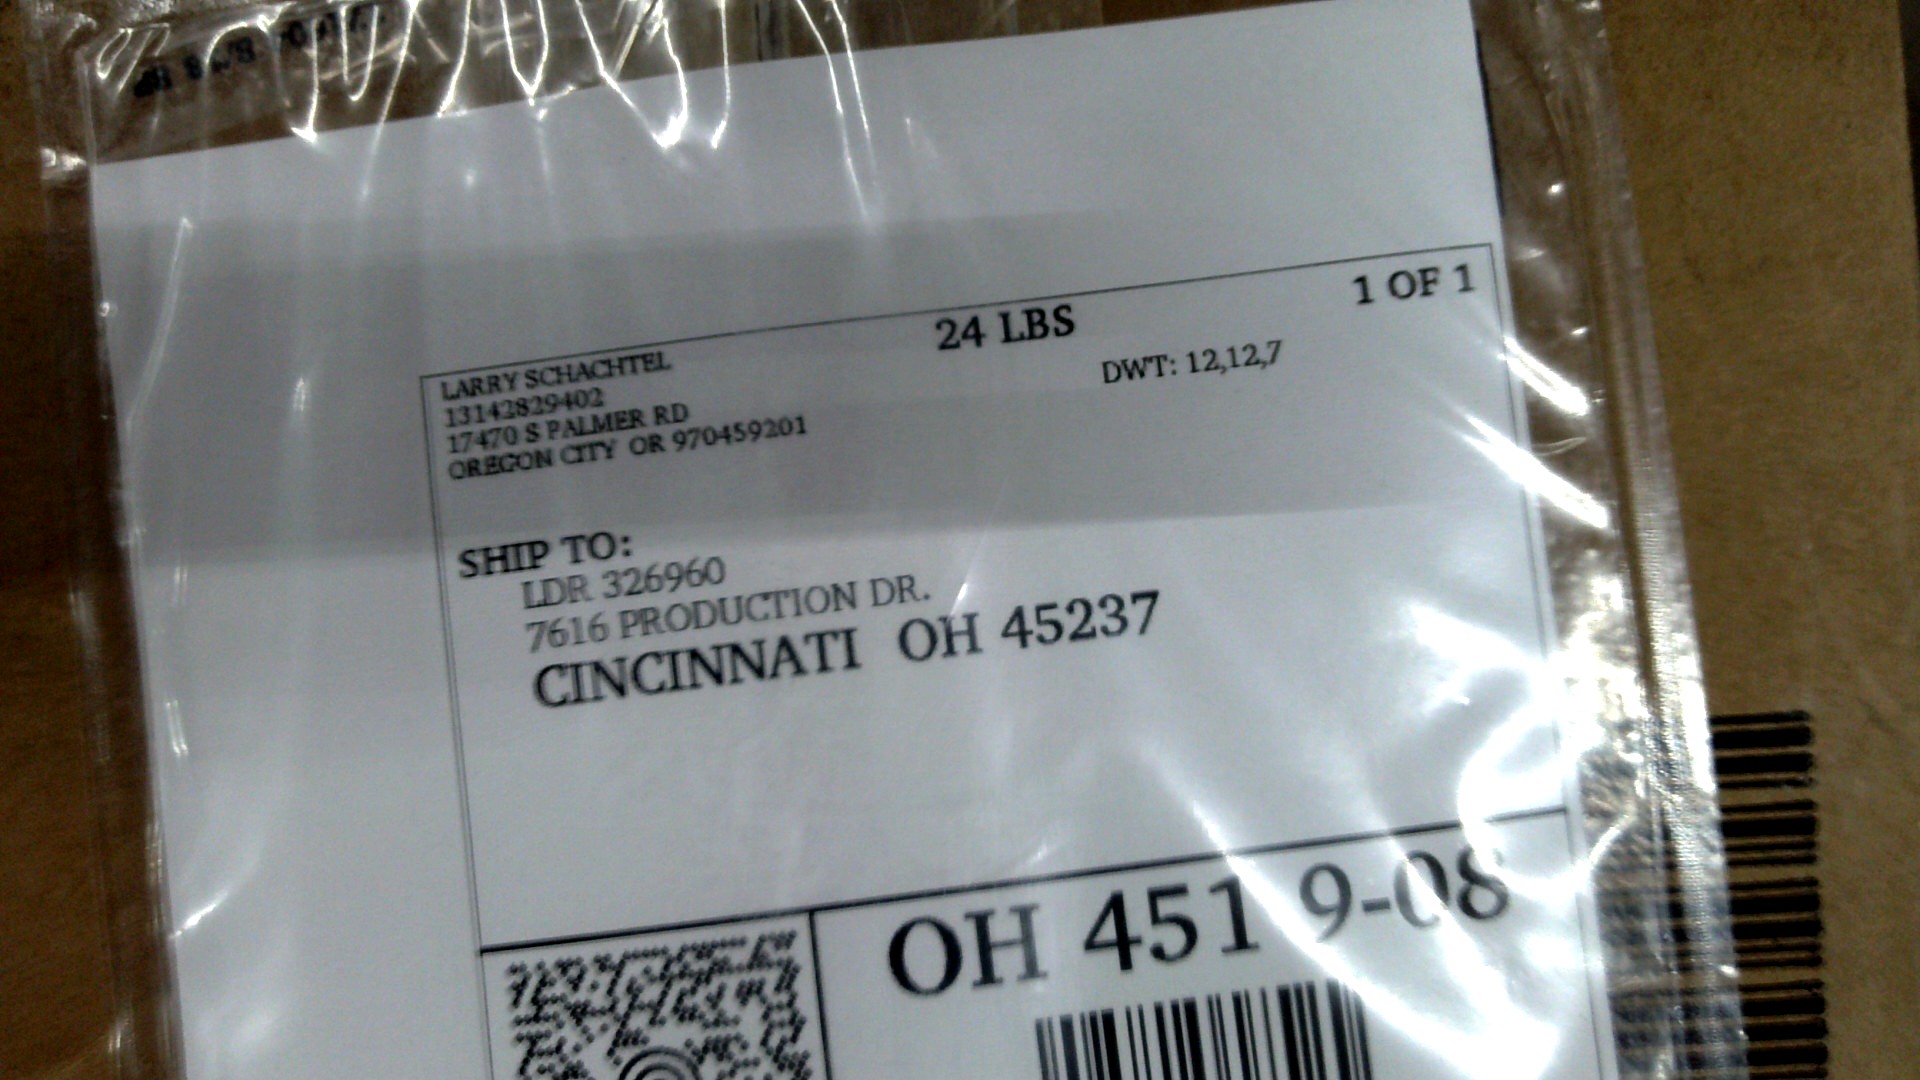 24 LBS
1 OF 1
DWT: 12,12,7
LARRY SCHACHTEL
13142829402
17470 S PALMER RD
OREGON CITY OR 970459201
SHIP TO:
LDR 326960
7616 PRODUCTION DR.
CINCINNATI OH 45237
OH 451 9-08